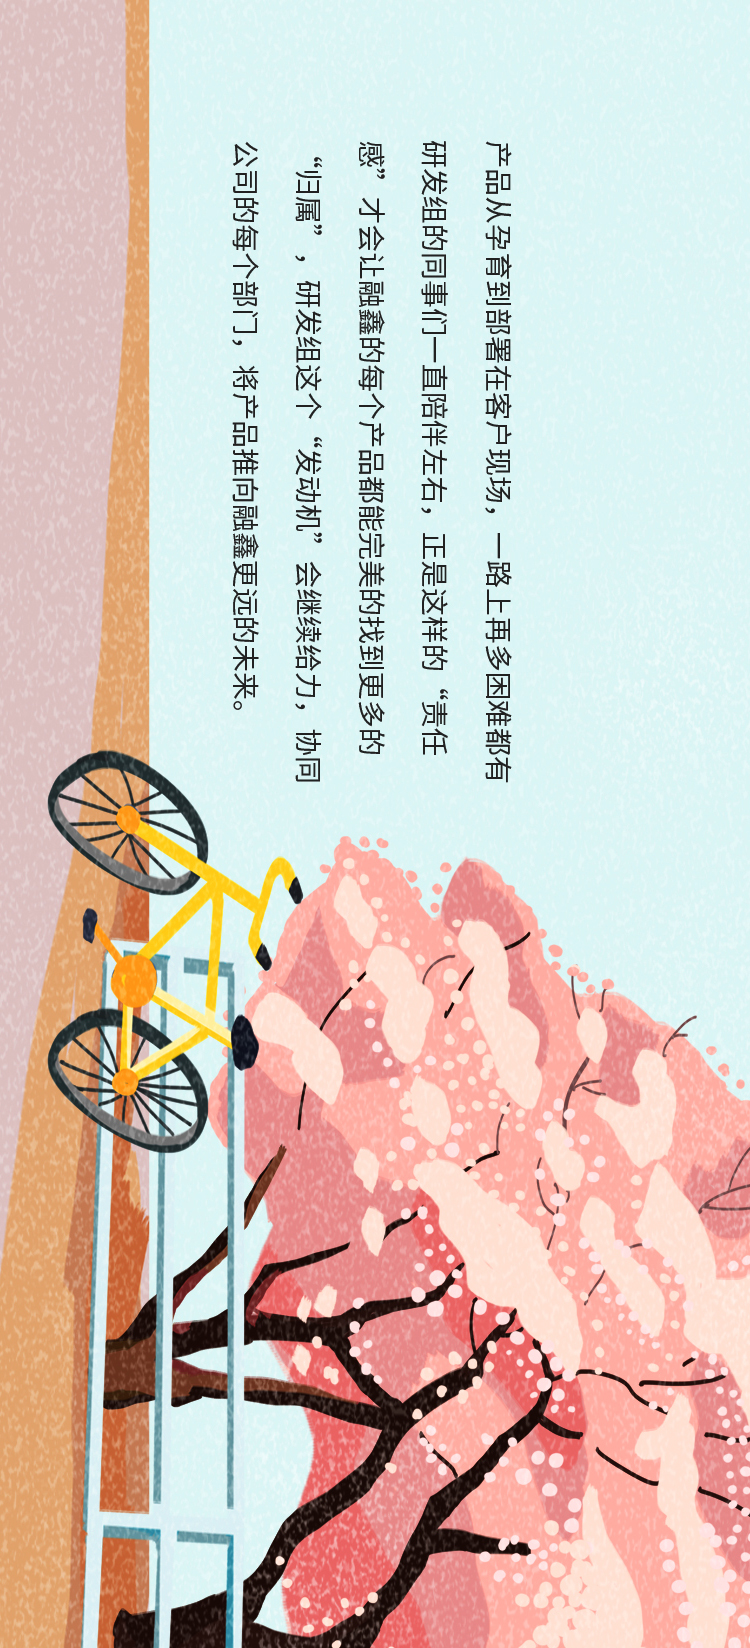 产品从孕育到部署在客户现场，一路上再多困难都有
研发组的同事们一直陪伴左右，正是这样的“责任
感”才会让融鑫的每个产品都能完美的找到更多的
“归属”，研发组这个“发动机”会继续给力，协同
公司的每个部门，将产品推向融鑫更远的未来。